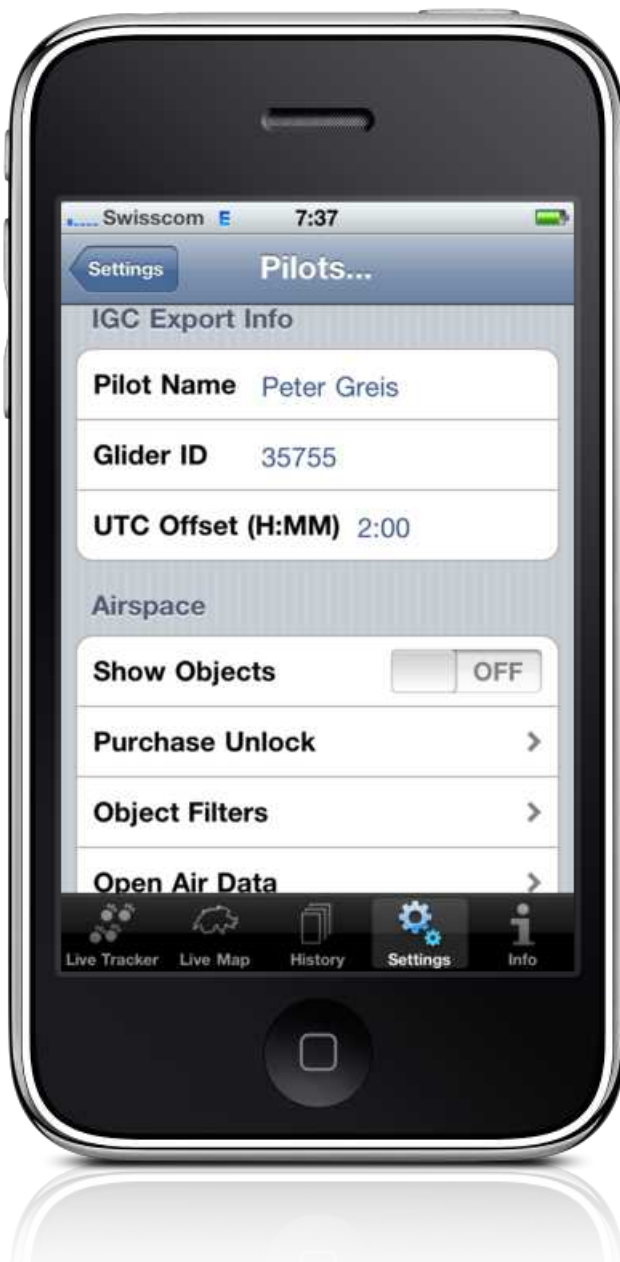 Swisscom E 7:37
Settings Pilots...
IGC Export Info
Pilot Name Peter Greis
Glider ID 35755
UTC Offset (H:MM) 2:00
Airspace
Show Objects OFF
Purchase Unlock
Object Filters
Open Air Data
Live Tracker Live Map History Settings Info